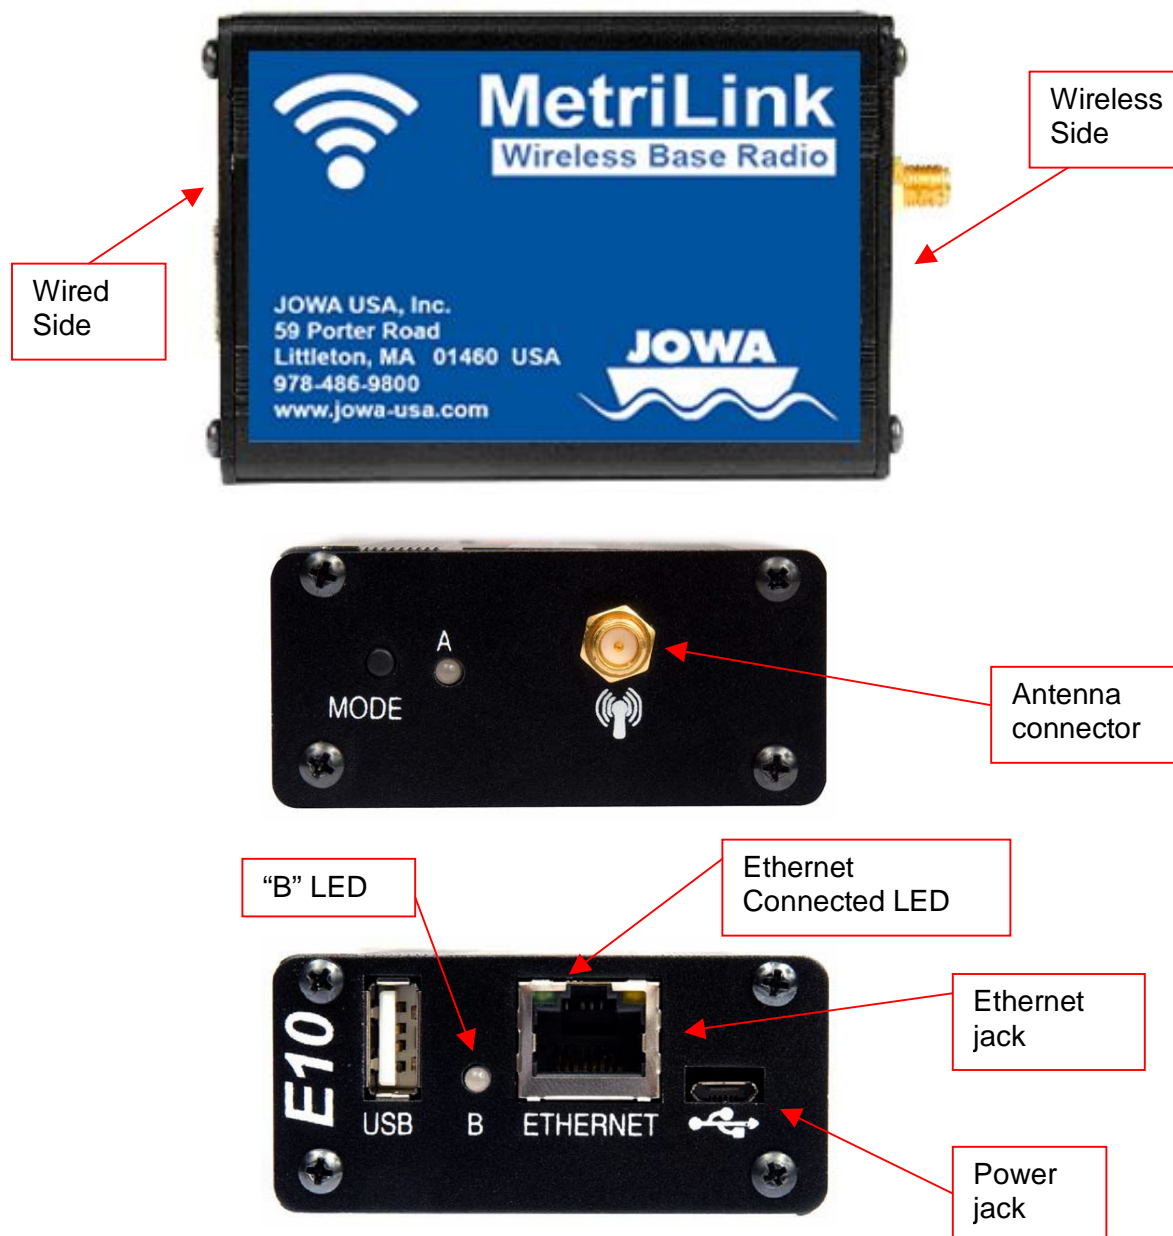 MetriLink
Wireless Base Radio
Wireless
Side
Wired
Side
JOWA USA, Inc.
59 Porter Road
Littleton, MA 01460 USA
978-486-9800
www.jowa-usa.com
JOWA
A
MODE
Antenna
connector
“B” LED
Ethernet
Connected LED
E10
USB
B
ETHERNET
Ethernet
jack
Power
jack